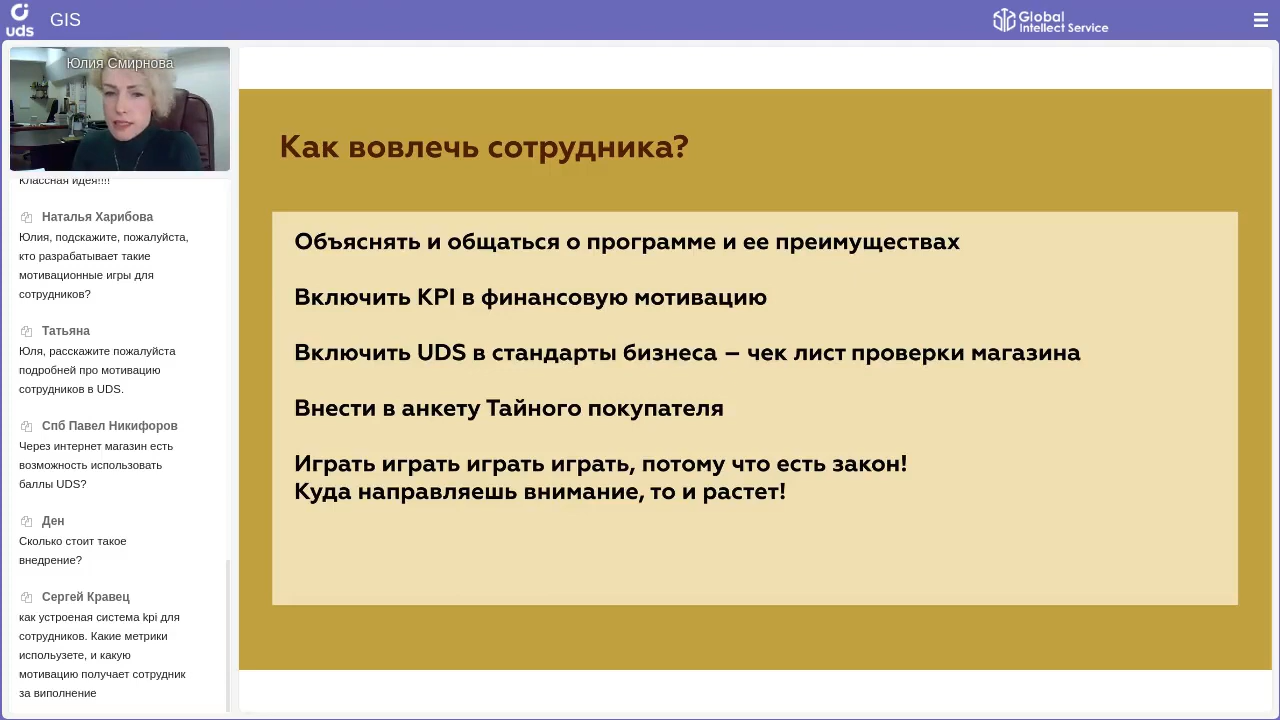 uds
GIS
Global
Intellect Service
Юлия Смирнова
Классная идея!!!!
Наталья Харибова
Юлия, подскажите, пожалуйста,
кто разрабатывает такие
мотивационные игры для
сотрудников?
Татьяна
Юля, расскажите пожалуйста
подробней про мотивацию
сотрудников в UDS.
Спб Павел Никифоров
Через интернет магазин есть
возможность использовать
баллы UDS?
Ден
Сколько стоит такое
внедрение?
Сергей Кравец
как устроеная система kpi для
сотрудников. Какие метрики
испольузете, и какую
мотивацию получает сотрудник
за виполнение
Как вовлечь сотрудника?
Объяснять и общаться о программе и ее преимуществах
Включить KPI в финансовую мотивацию
Включить UDS в стандарты бизнеса – чек лист проверки магазина
Внести в анкету Тайного покупателя
Играть играть играть играть, потому что есть закон!
Куда направляешь внимание, то и растет!